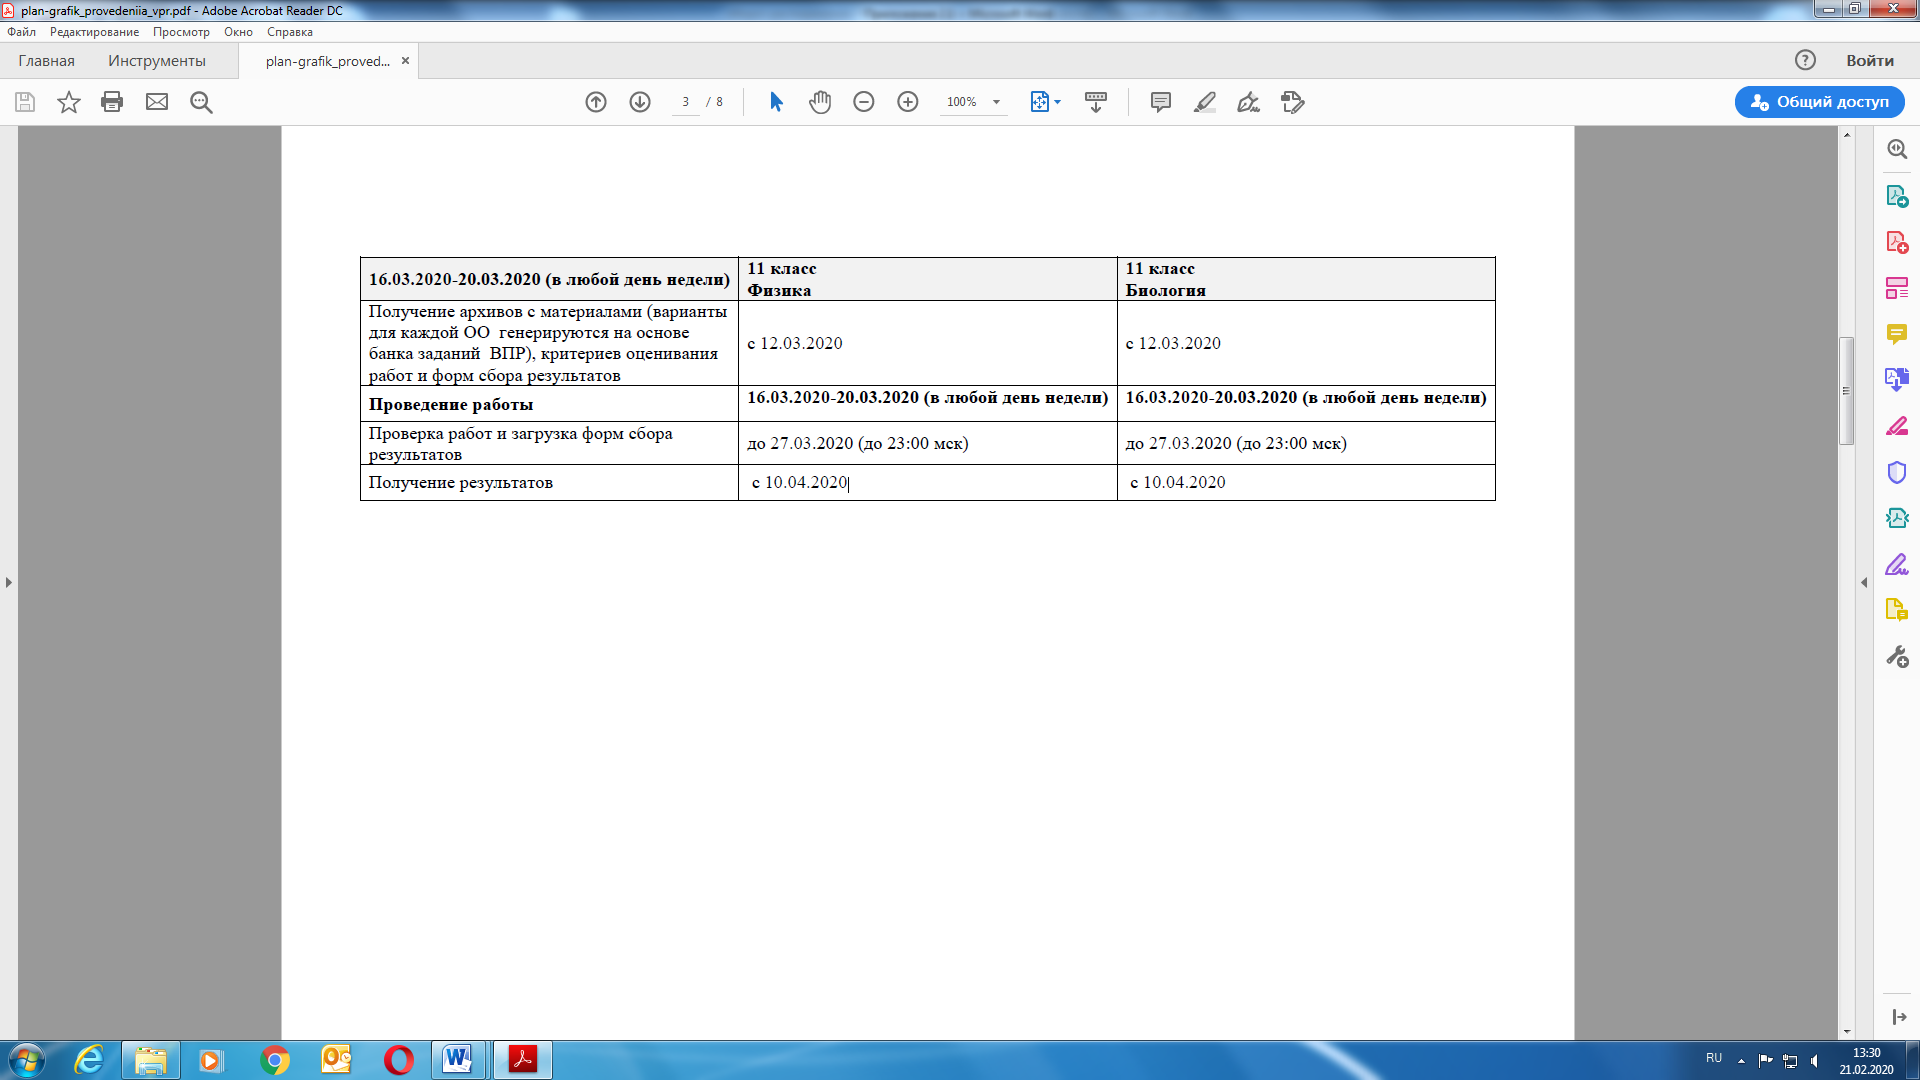 plan-grafik_provedeniia_vpr.pdf - Adobe Acrobat Reader DC
Файл Редактирование Просмотр Окно Справка
Главная Инструменты plan-grafik_proved... × Войти
3 / 8 100% Общий доступ
16.03.2020-20.03.2020 (в любой день недели)
11 класс
Физика
11 класс
Биология
Получение архивов с материалами (варианты
для каждой ОО генерируются на основе
банка заданий ВПР), критериев оценивания
работ и форм сбора результатов
с 12.03.2020
с 12.03.2020
Проведение работы
16.03.2020-20.03.2020 (в любой день недели)
16.03.2020-20.03.2020 (в любой день недели)
Проверка работ и загрузка форм сбора
результатов
до 27.03.2020 (до 23:00 мск)
до 27.03.2020 (до 23:00 мск)
Получение результатов
с 10.04.2020
с 10.04.2020
RU
13:30
21.02.2020